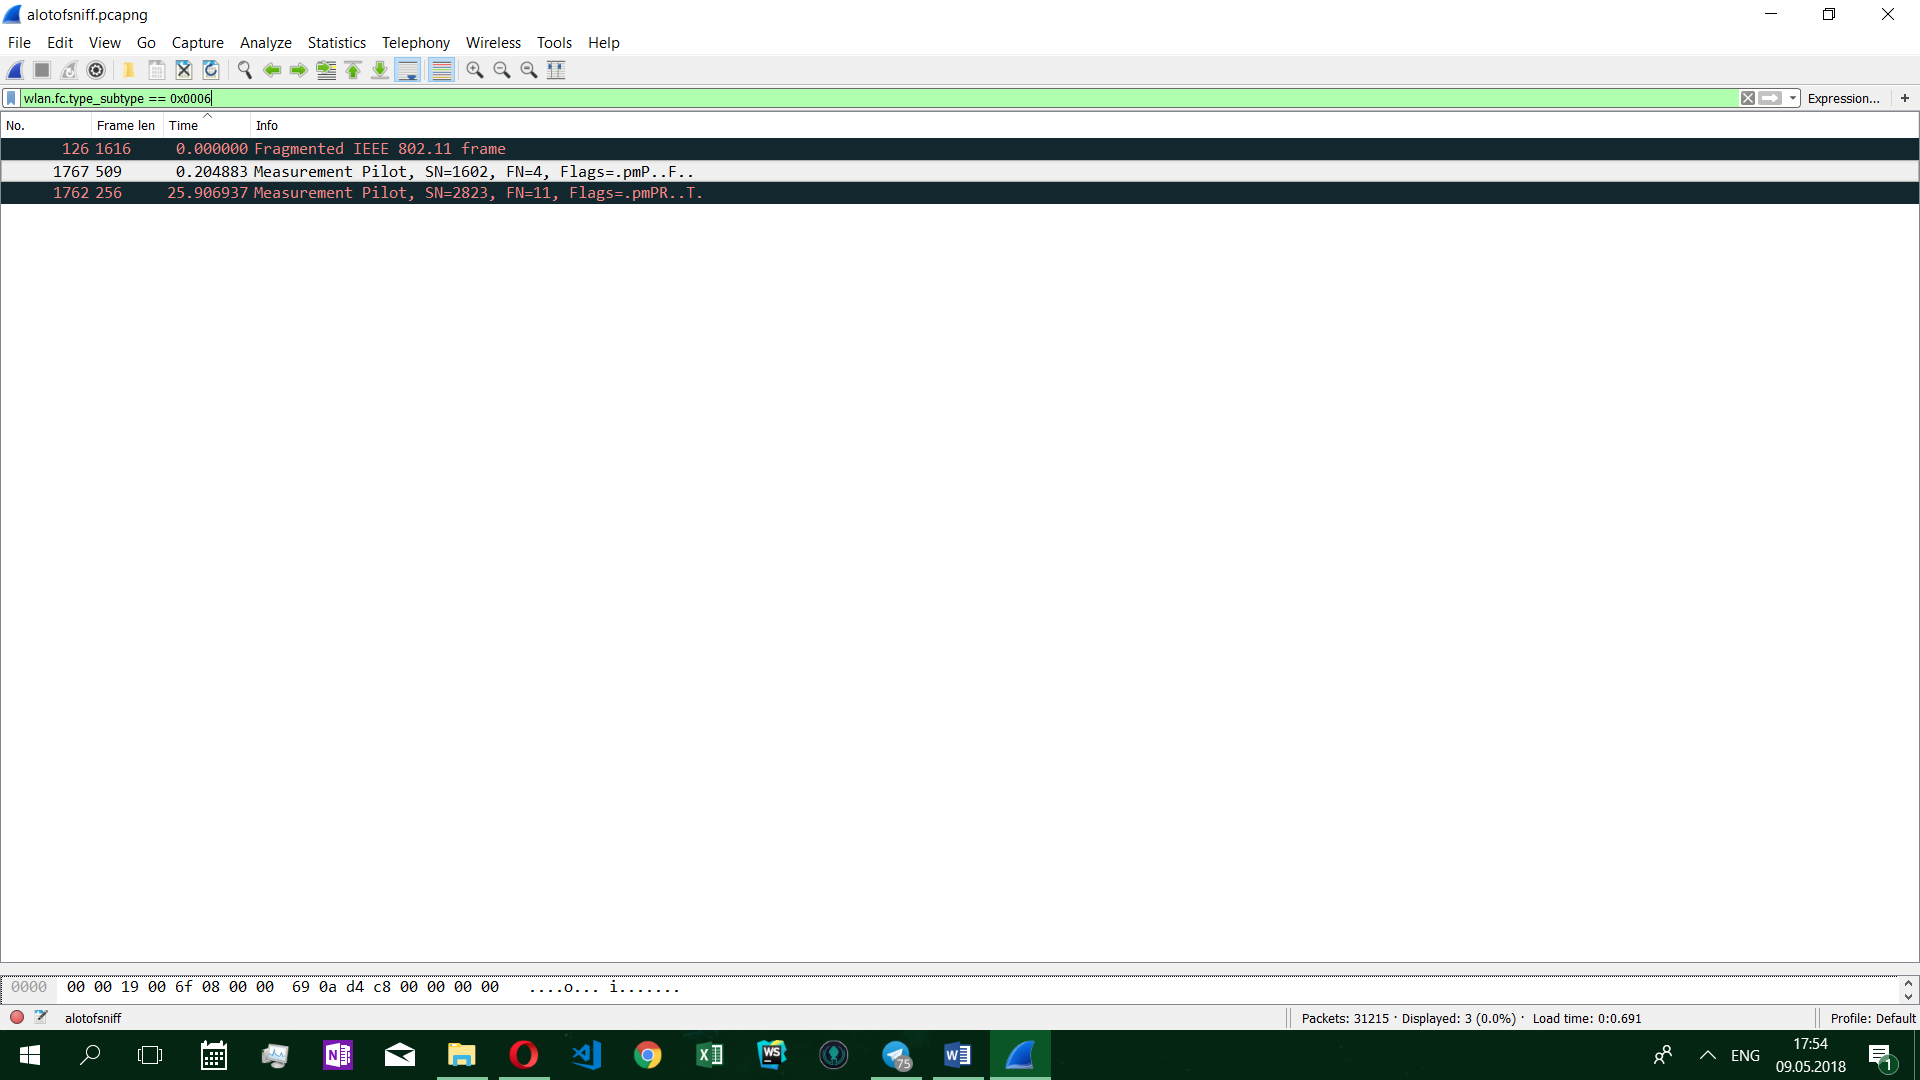 alotofsniff.pcapng
File Edit View Go Capture Analyze Statistics Telephony Wireless Tools Help
wlan.fc.type_subtype == 0x0006 Expression... +
No. Frame len Time Info
126 1616 0.000000 Fragmented IEEE 802.11 frame
1767 509 0.204883 Measurement Pilot, SN=1602, FN=4, Flags=.pmP..F..
1762 256 25.906937 Measurement Pilot, SN=2823, FN=11, Flags=.pmPR..T.
0000 00 00 19 00 6f 08 00 00 69 0a d4 c8 00 00 00 00 ....o... i.......
alotofsniff Packets: 31215 · Displayed: 3 (0.0%) · Load time: 0:0.691 Profile: Default
N WS 75 W ENG 17:54
09.05.2018 1